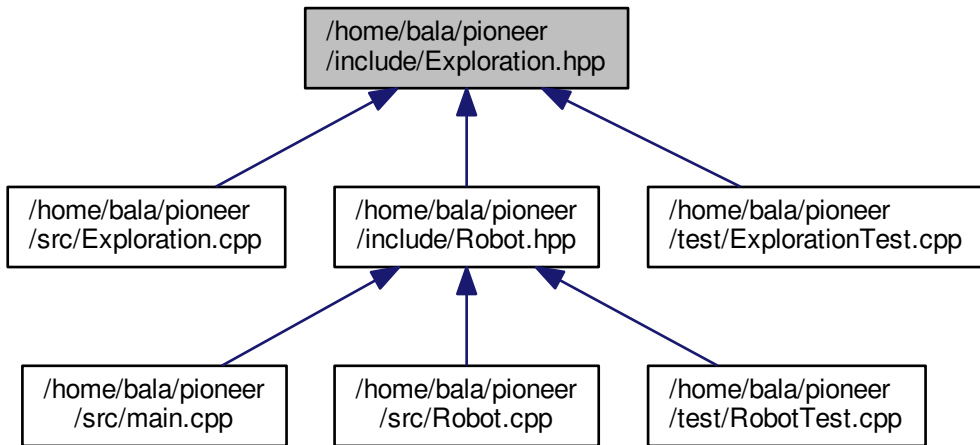 /home/bala/pioneer
/include/Exploration.hpp
/home/bala/pioneer
/src/Exploration.cpp
/home/bala/pioneer
/include/Robot.hpp
/home/bala/pioneer
/test/ExplorationTest.cpp
/home/bala/pioneer
/src/main.cpp
/home/bala/pioneer
/src/Robot.cpp
/home/bala/pioneer
/test/RobotTest.cpp